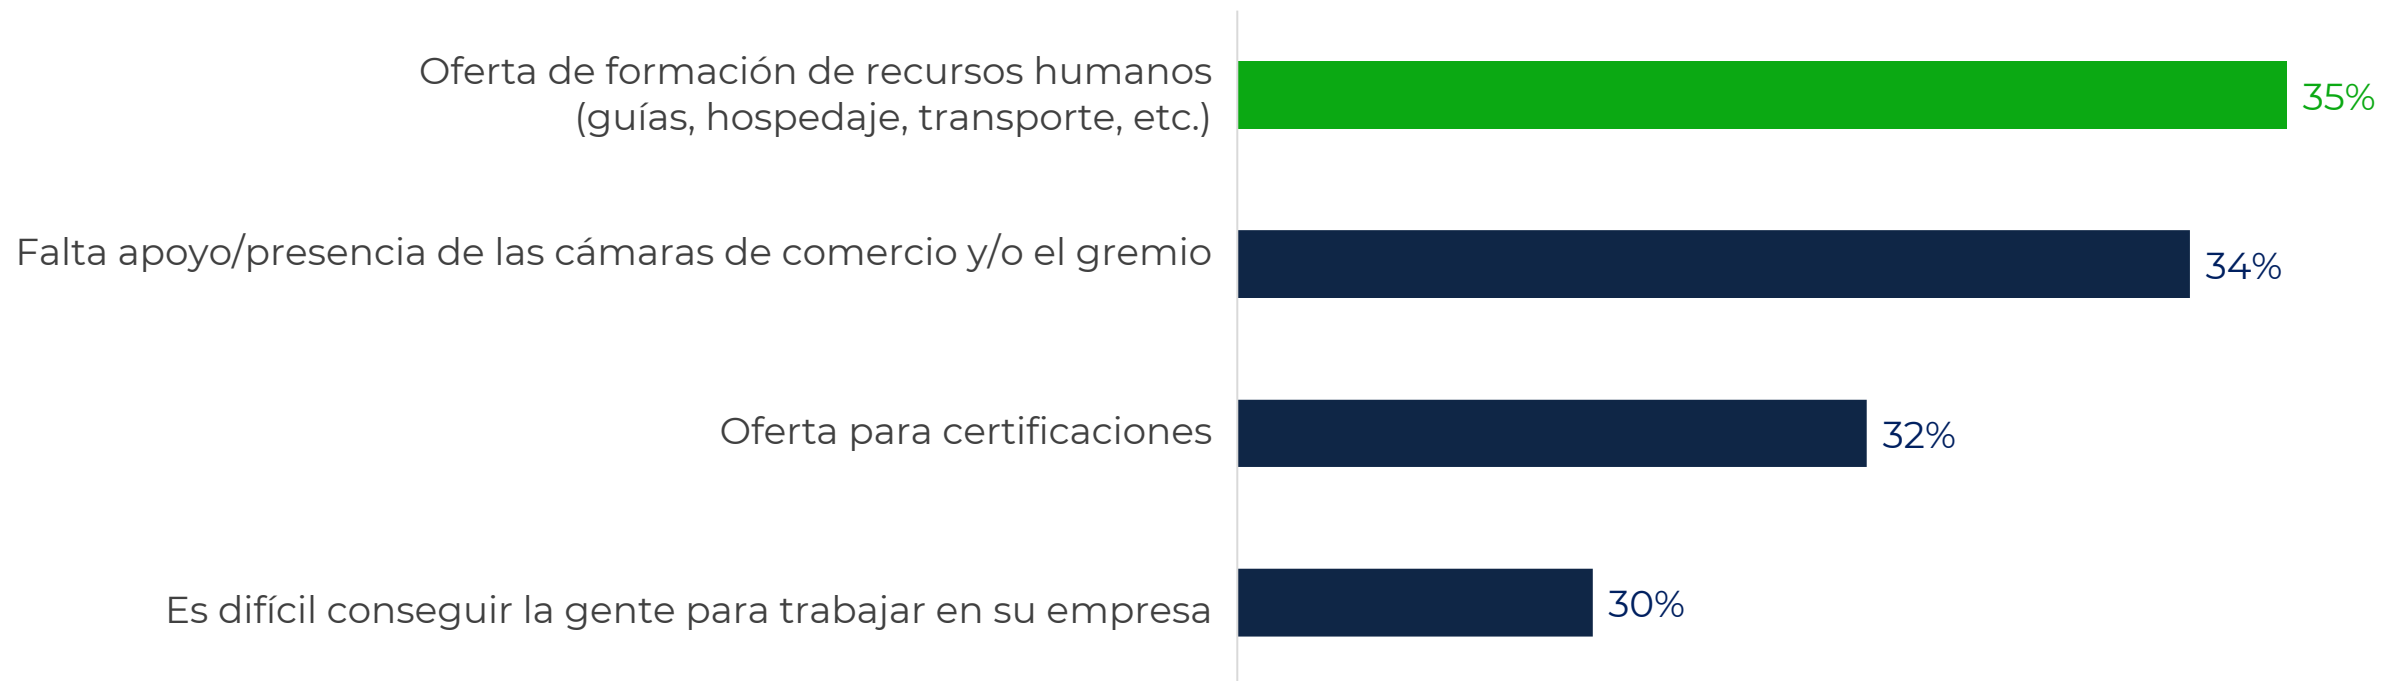 Oferta de formación de recursos humanos
(guías, hospedaje, transporte, etc.)
35%
Falta apoyo/presencia de las cámaras de comercio y/o el gremio
34%
Oferta para certificaciones
32%
Es difícil conseguir la gente para trabajar en su empresa
30%